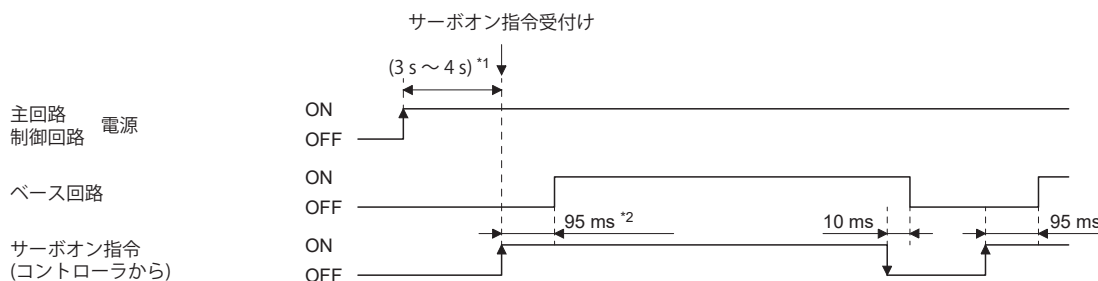 サーボオン指令受付け
(3 s ～ 4 s) *1
主回路
制御回路 電源
ON
OFF
ベース回路
ON
OFF
95 ms *2
10 ms
95 ms
サーボオン指令
(コントローラから)
ON
OFF